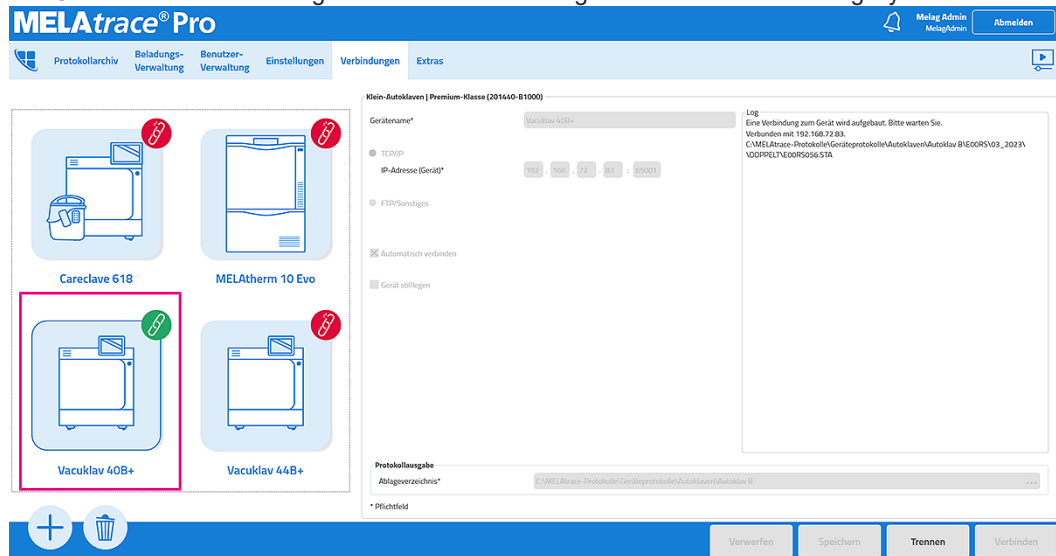 MELAtrace® Pro
Melag Admin
MelagAdmin
Abmelden
Protokollarchiv
Beladungs-
Verwaltung
Benutzer-
Verwaltung
Einstellungen
Verbindungen
Extras
Careclave 618
MELAtherm 10 Evo
Vacuklav 40B+
Vacuklav 44B+
Klein-Autoklaven | Premium-Klasse (201440-B1000)
Gerätename*
Vacuklav 40B+
TCP/IP
IP-Adresse (Gerät)*
192 . 168 . 72 . 83 : 65001
FTP/Sonstiges
Automatisch verbinden
Gerät stilllegen
Log
Eine Verbindung zum Gerät wird aufgebaut. Bitte warten Sie.
Verbunden mit 192.168.72.83.
C:\MELAtrace-Protokolle\Geräteprotokolle\Autoklaven\Autoklav B\E00RS\03_2023\
\DOPPELT\E00RS056.STA
Protokollausgabe
Ablageverzeichnis*
C:\MELAtrace-Protokolle\Geräteprotokolle\Autoklaven\Autoklav B
...
* Pflichtfeld
Verwerfen
Speichern
Trennen
Verbinden